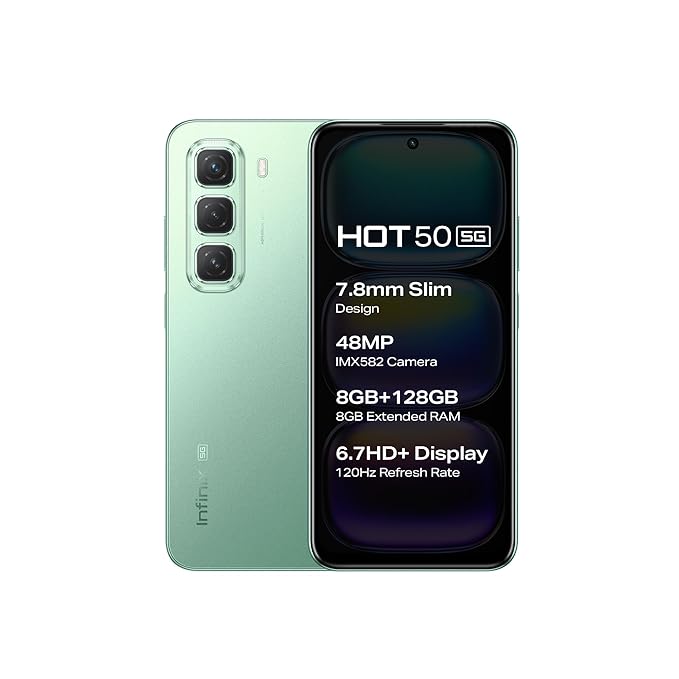 HOT 50 5G
7.8mm Slim
Design
48MP
IMX582 Camera
8GB+128GB
8GB Extended RAM
6.7HD+ Display
120Hz Refresh Rate
Infinix 5G